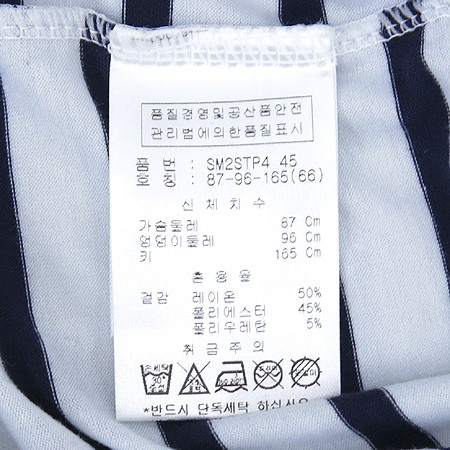 품질경영및공산품안전
관리법에의한품질표시
품 번 : SM2STP4 45
호 칭 : 87-96-165(66)
신 체 치 수
가슴둘레 87 Cm
엉덩이둘레 96 Cm
키 165 Cm
혼 용 율
겉감 레이온 50%
폴리에스터 45%
폴리우레탄 5%
취 급 주 의
*반드시 단독세탁 하십시오